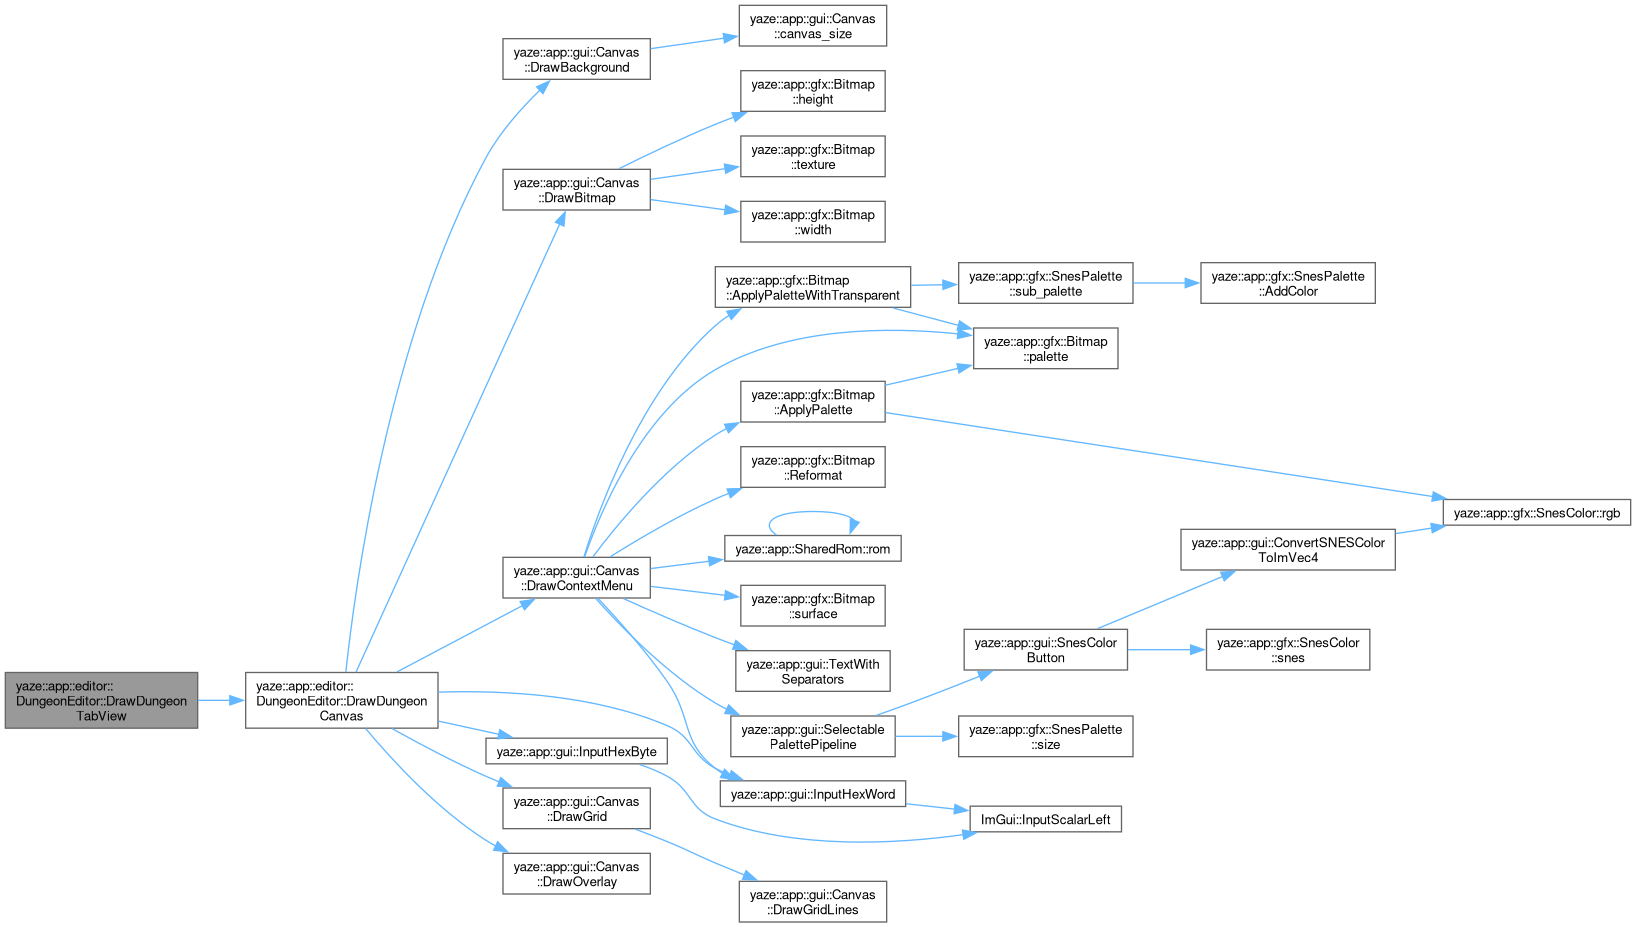 yaze::app::gui::Canvas
::canvas_size
yaze::app::gui::Canvas
::DrawBackground
yaze::app::gfx::Bitmap
::height
yaze::app::gfx::Bitmap
::texture
yaze::app::gui::Canvas
::DrawBitmap
yaze::app::gfx::Bitmap
::width
yaze::app::gfx::Bitmap
::ApplyPaletteWithTransparent
yaze::app::gfx::SnesPalette
::sub_palette
yaze::app::gfx::SnesPalette
::AddColor
yaze::app::gfx::Bitmap
::palette
yaze::app::gfx::Bitmap
::ApplyPalette
yaze::app::gfx::Bitmap
::Reformat
yaze::app::gfx::SnesColor::rgb
yaze::app::SharedRom::rom
yaze::app::gui::ConvertSNESColor
ToImVec4
yaze::app::gui::Canvas
::DrawContextMenu
yaze::app::gfx::Bitmap
::surface
yaze::app::gui::SnesColor
Button
yaze::app::gfx::SnesColor
::snes
yaze::app::gui::TextWith
Separators
yaze::app::editor::
DungeonEditor::DrawDungeon
TabView
yaze::app::editor::
DungeonEditor::DrawDungeon
Canvas
yaze::app::gui::Selectable
PalettePipeline
yaze::app::gfx::SnesPalette
::size
yaze::app::gui::InputHexByte
yaze::app::gui::InputHexWord
yaze::app::gui::Canvas
::DrawGrid
ImGui::InputScalarLeft
yaze::app::gui::Canvas
::DrawOverlay
yaze::app::gui::Canvas
::DrawGridLines